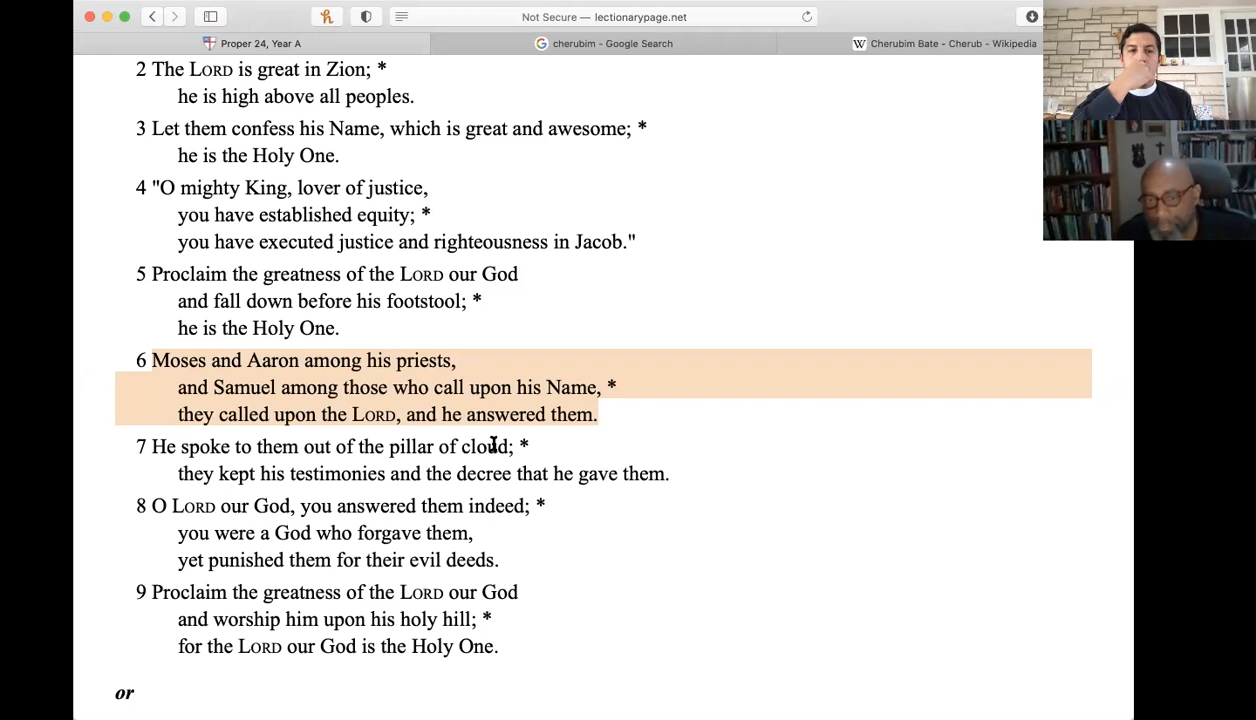 Not Secure — lectionarypage.net
Proper 24, Year A
cherubim - Google Search
Cherubim Bate - Cherub - Wikipedia
2 The LORD is great in Zion; *
he is high above all peoples.
3 Let them confess his Name, which is great and awesome; *
he is the Holy One.
4 "O mighty King, lover of justice,
you have established equity; *
you have executed justice and righteousness in Jacob."
5 Proclaim the greatness of the LORD our God
and fall down before his footstool; *
he is the Holy One.
6 Moses and Aaron among his priests,
and Samuel among those who call upon his Name, *
they called upon the LORD, and he answered them.
7 He spoke to them out of the pillar of cloud; *
they kept his testimonies and the decree that he gave them.
8 O LORD our God, you answered them indeed; *
you were a God who forgave them,
yet punished them for their evil deeds.
9 Proclaim the greatness of the LORD our God
and worship him upon his holy hill; *
for the LORD our God is the Holy One.
or